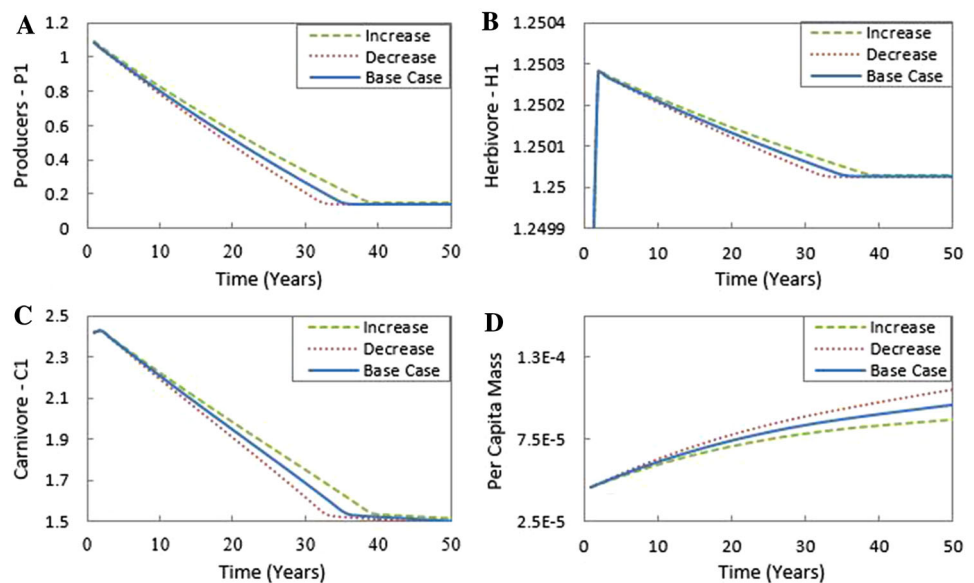 A
Producers - P1
1.2
1
0.8
0.6
0.4
0.2
0
0 10 20 30 40 50
Time (Years)
Increase
Decrease
Base Case
B
Herbivore - H1
1.2504
1.2503
1.2502
1.2501
1.25
1.2499
0 10 20 30 40 50
Time (Years)
Increase
Decrease
Base Case
C
Carnivore - C1
2.5
2.3
2.1
1.9
1.7
1.5
0 10 20 30 40 50
Time (Years)
Increase
Decrease
Base Case
D
Per Capita Mass
1.3E-4
7.5E-5
2.5E-5
0 10 20 30 40 50
Time (Years)
Increase
Decrease
Base Case